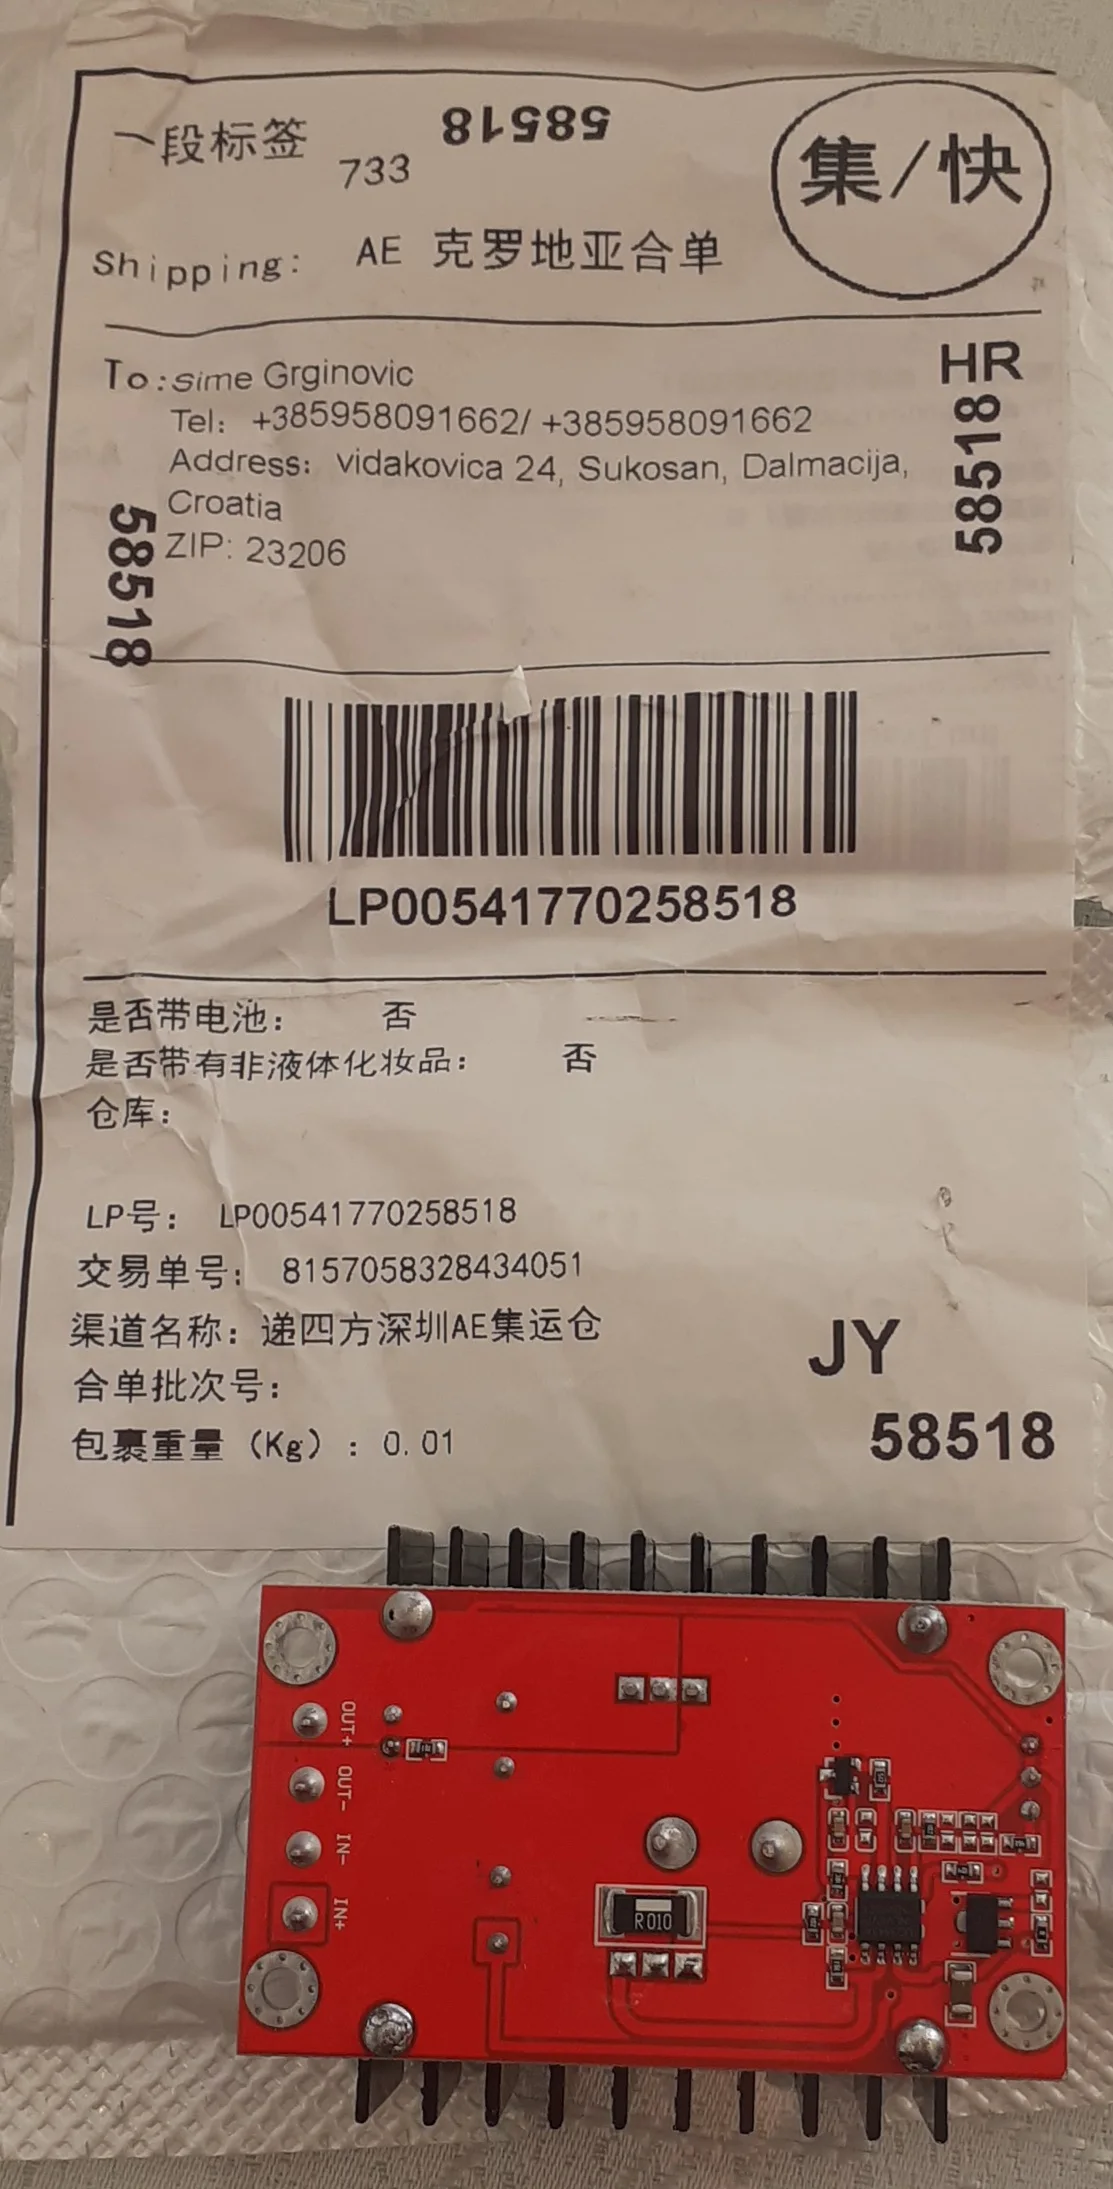 一段标签
58518
733
集/快
Shipping: AE 克罗地亚合单
To: sime Grginovic
Tel: +385958091662/ +385958091662
Address: vidakovica 24, Sukosan, Dalmacija,
Croatia
ZIP: 23206
HR
58518
58518
LP00541770258518
是否带电池: 否
是否带有非液体化妆品: 否
仓库:
LP号: LP00541770258518
交易单号: 8157058328434051
渠道名称: 递四方深圳AE集运仓
合单批次号:
包裹重量 (Kg) : 0.01
JY
58518
OUT+
OUT-
IN-
IN+
R010